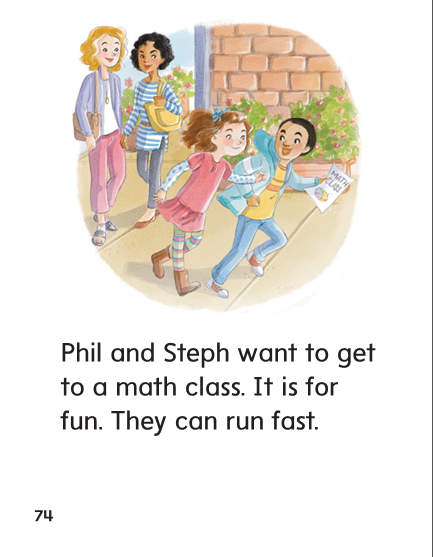 MATH
CLASS
Phil and Steph want to get
to a math class. It is for
fun. They can run fast.
74